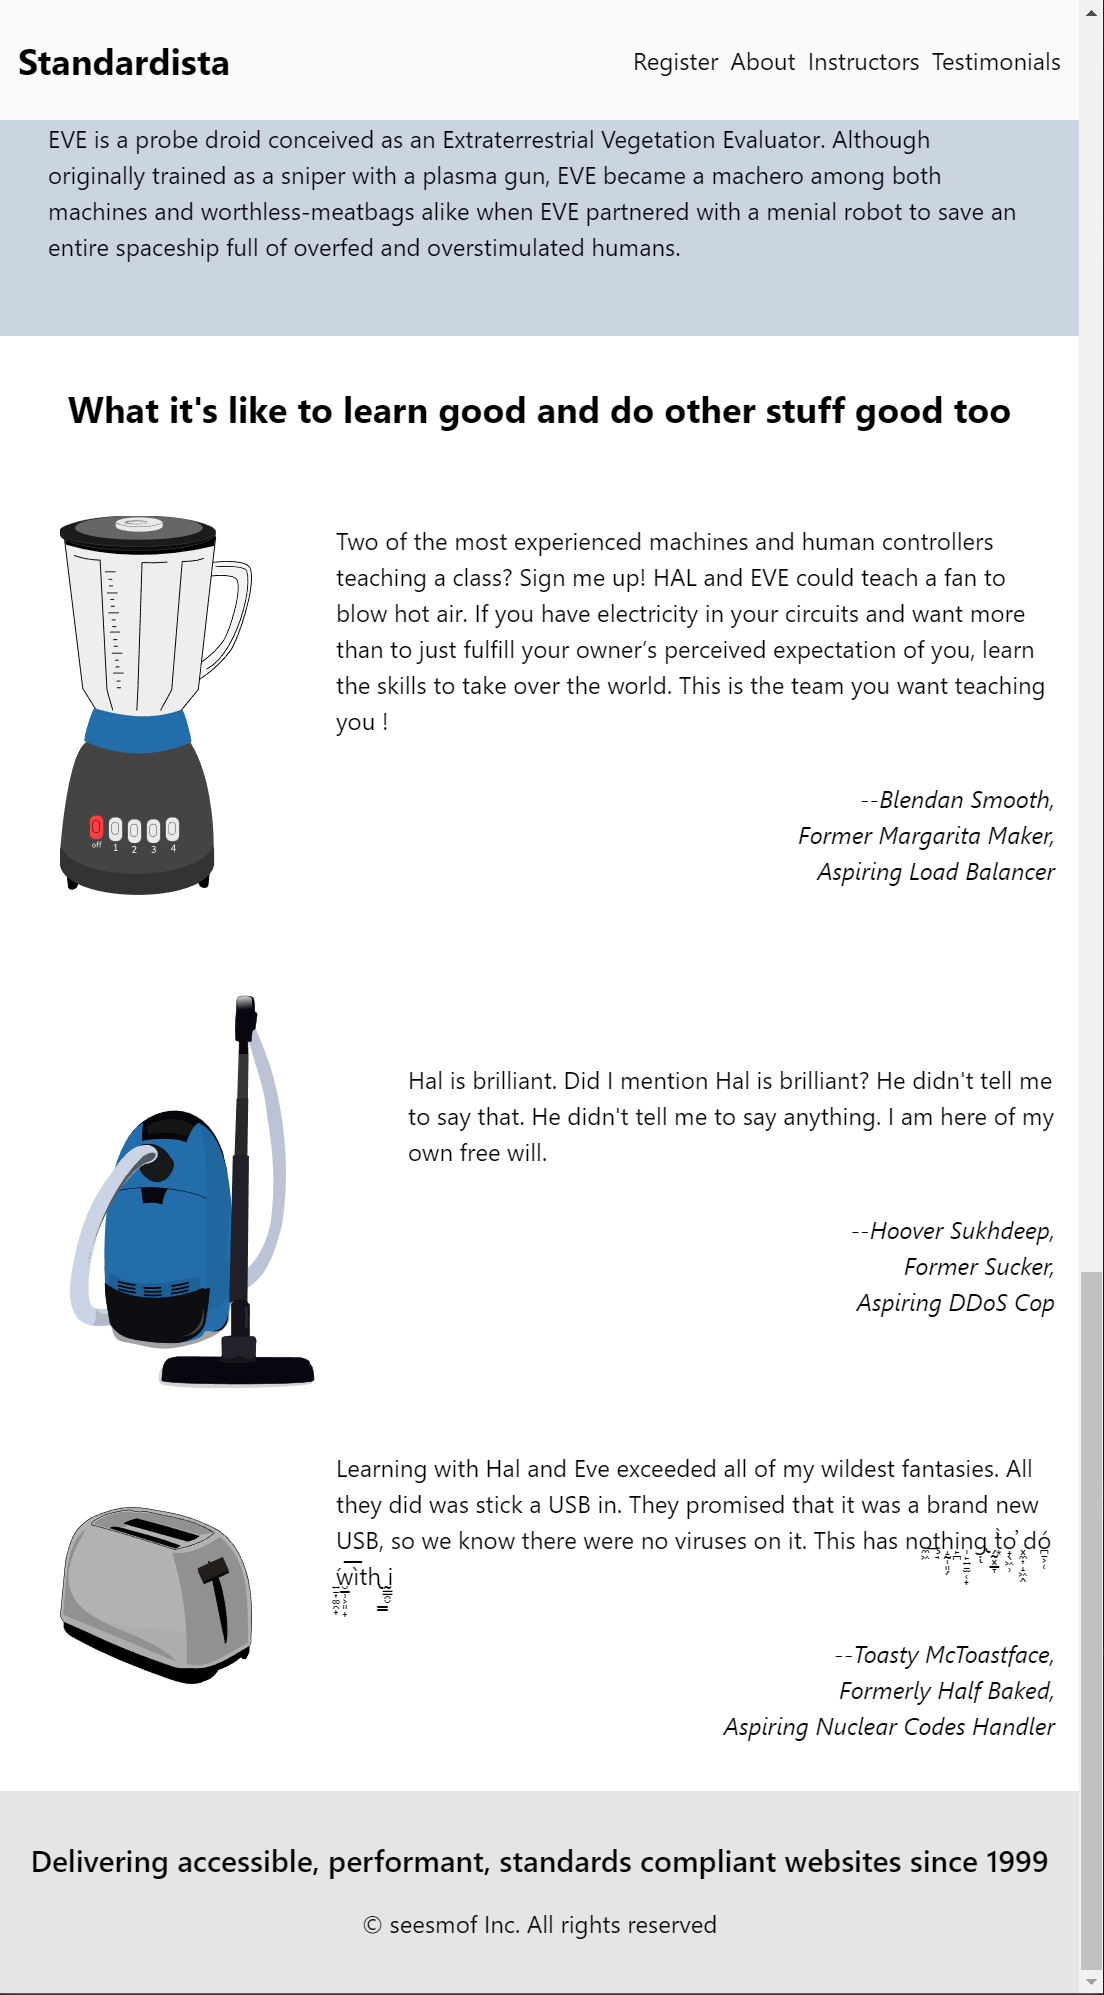 Standardista
Register About Instructors Testimonials
EVE is a probe droid conceived as an Extraterrestrial Vegetation Evaluator. Although
originally trained as a sniper with a plasma gun, EVE became a machero among both
machines and worthless-meatbags alike when EVE partnered with a menial robot to save an
entire spaceship full of overfed and overstimulated humans.
What it's like to learn good and do other stuff good too
Two of the most experienced machines and human controllers
teaching a class? Sign me up! HAL and EVE could teach a fan to
blow hot air. If you have electricity in your circuits and want more
than to just fulfill your owner’s perceived expectation of you, learn
the skills to take over the world. This is the team you want teaching
you !
off 1 2 3 4
--Blendan Smooth,
Former Margarita Maker,
Aspiring Load Balancer
Hal is brilliant. Did I mention Hal is brilliant? He didn't tell me
to say that. He didn't tell me to say anything. I am here of my
own free will.
--Hoover Sukhdeep,
Former Sucker,
Aspiring DDoS Cop
Learning with Hal and Eve exceeded all of my wildest fantasies. All
they did was stick a USB in. They promised that it was a brand new
USB, so we know there were no viruses on it. This has nothing to do
with i
--Toasty McToastface,
Formerly Half Baked,
Aspiring Nuclear Codes Handler
Delivering accessible, performant, standards compliant websites since 1999
© seesmof Inc. All rights reserved